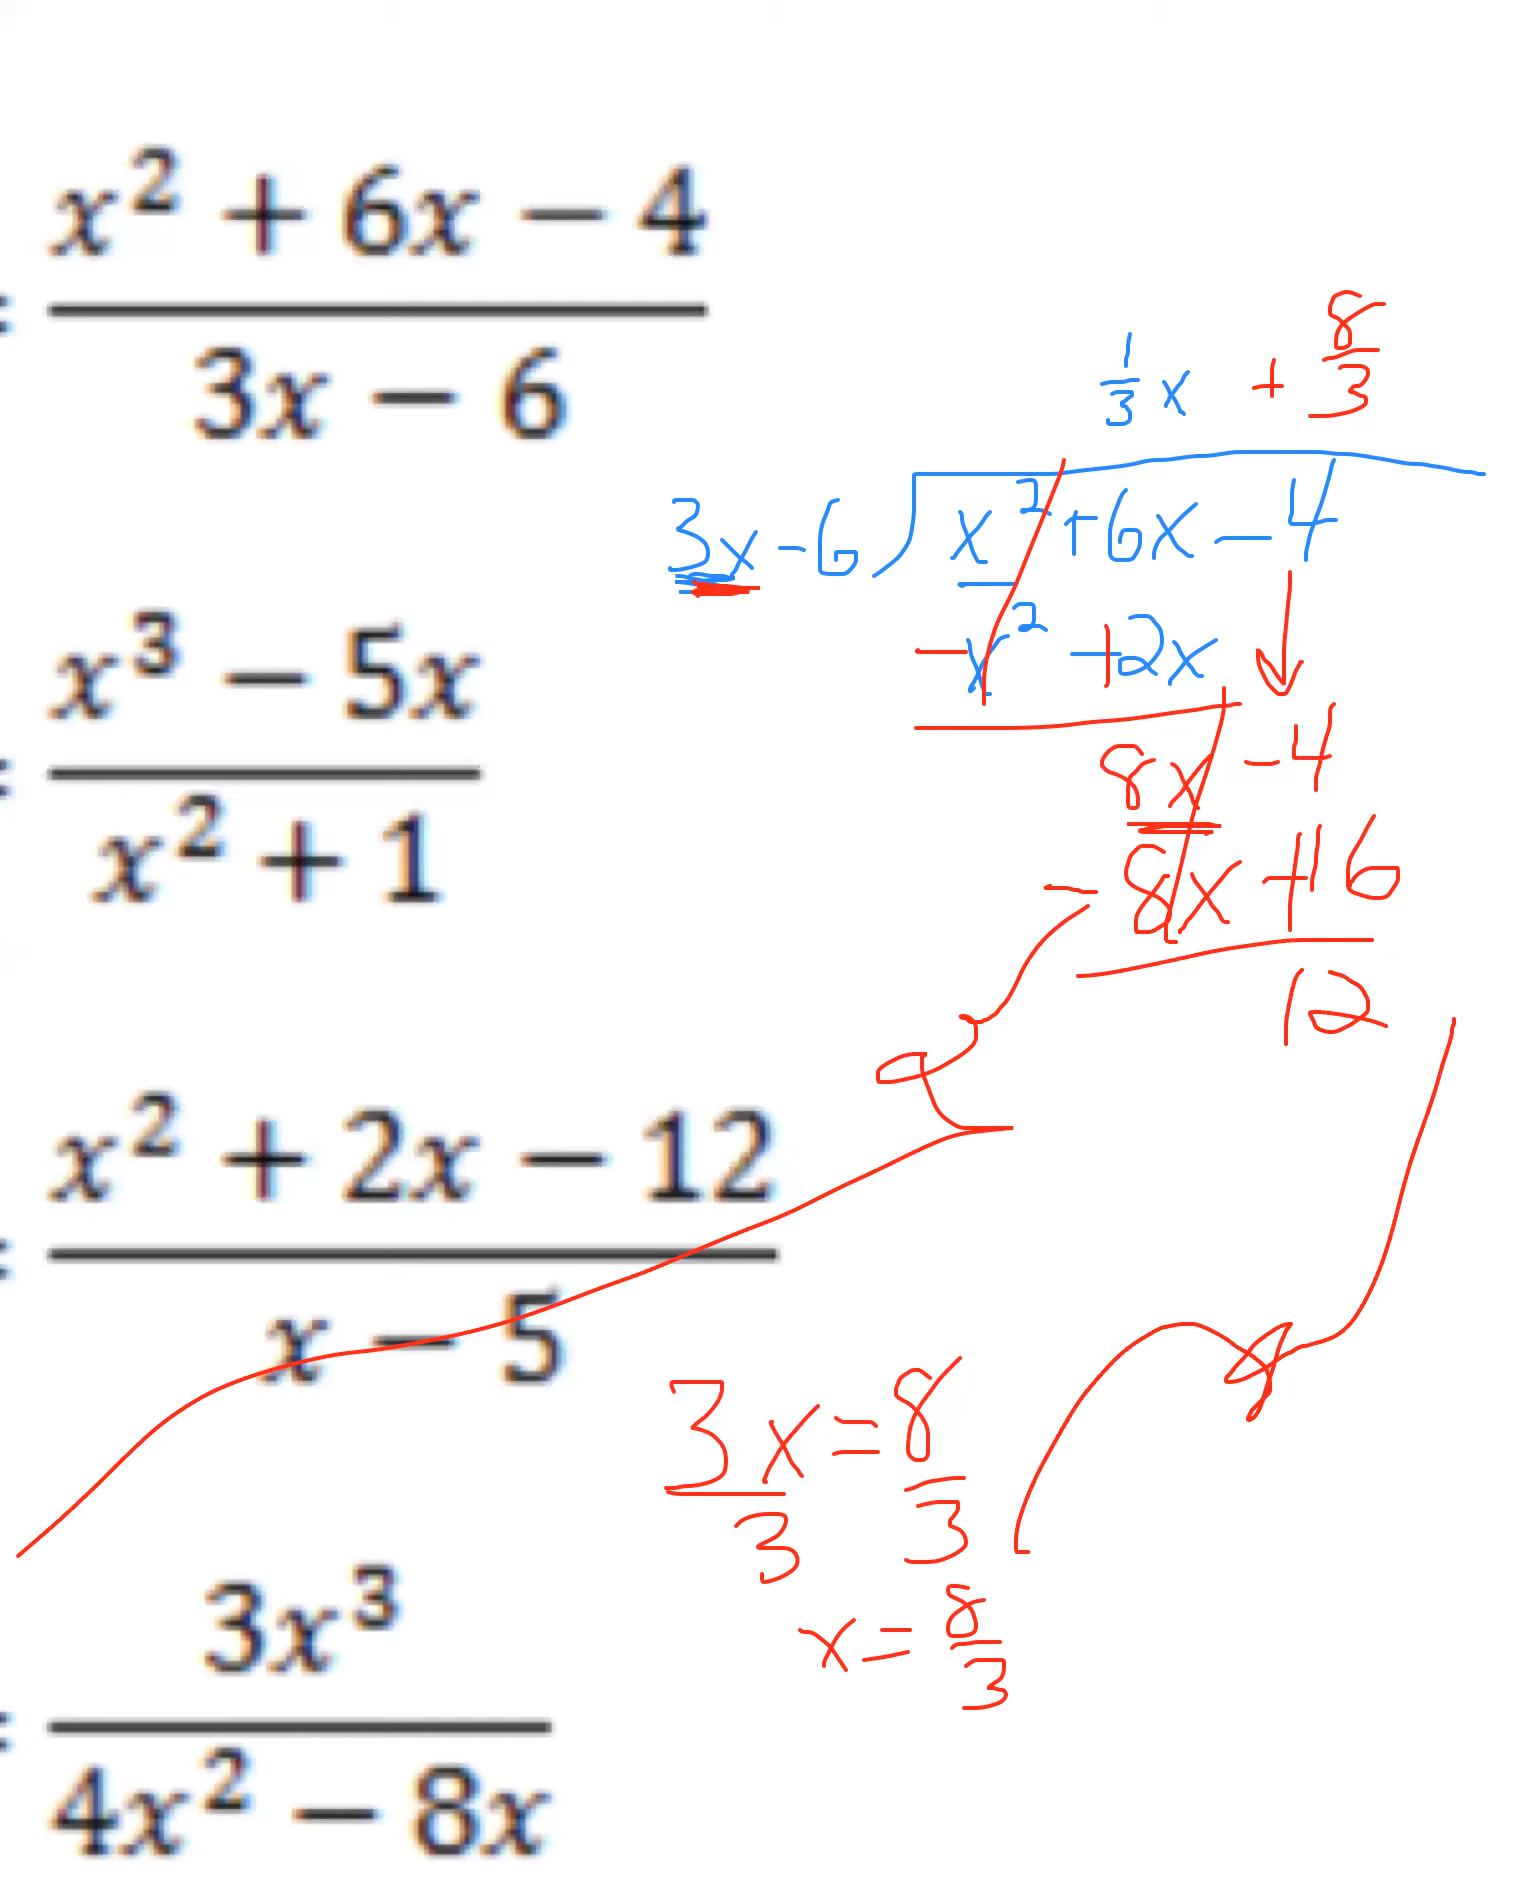 = x² + 6x − 4 / 3x − 6
1/3 x + 8/3
3x - 6 ) x² + 6x - 4
- x² + 2x
8x - 4
- 8x + 16
12
= x³ − 5x / x² + 1
= x² + 2x − 12 / x − 5
3x/3 = 8/3
x = 8/3
= 3x³ / 4x² − 8x